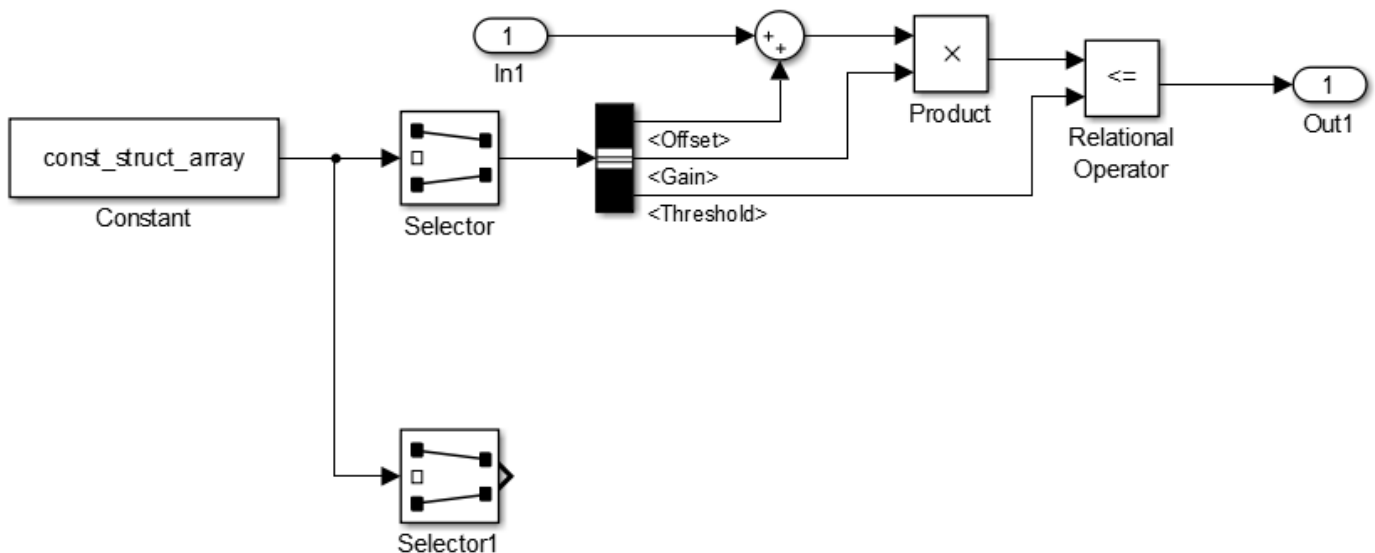 1
In1
+
+
×
Product
<=
Relational
Operator
1
Out1
const_struct_array
Constant
Selector
<Offset>
<Gain>
<Threshold>
Selector1